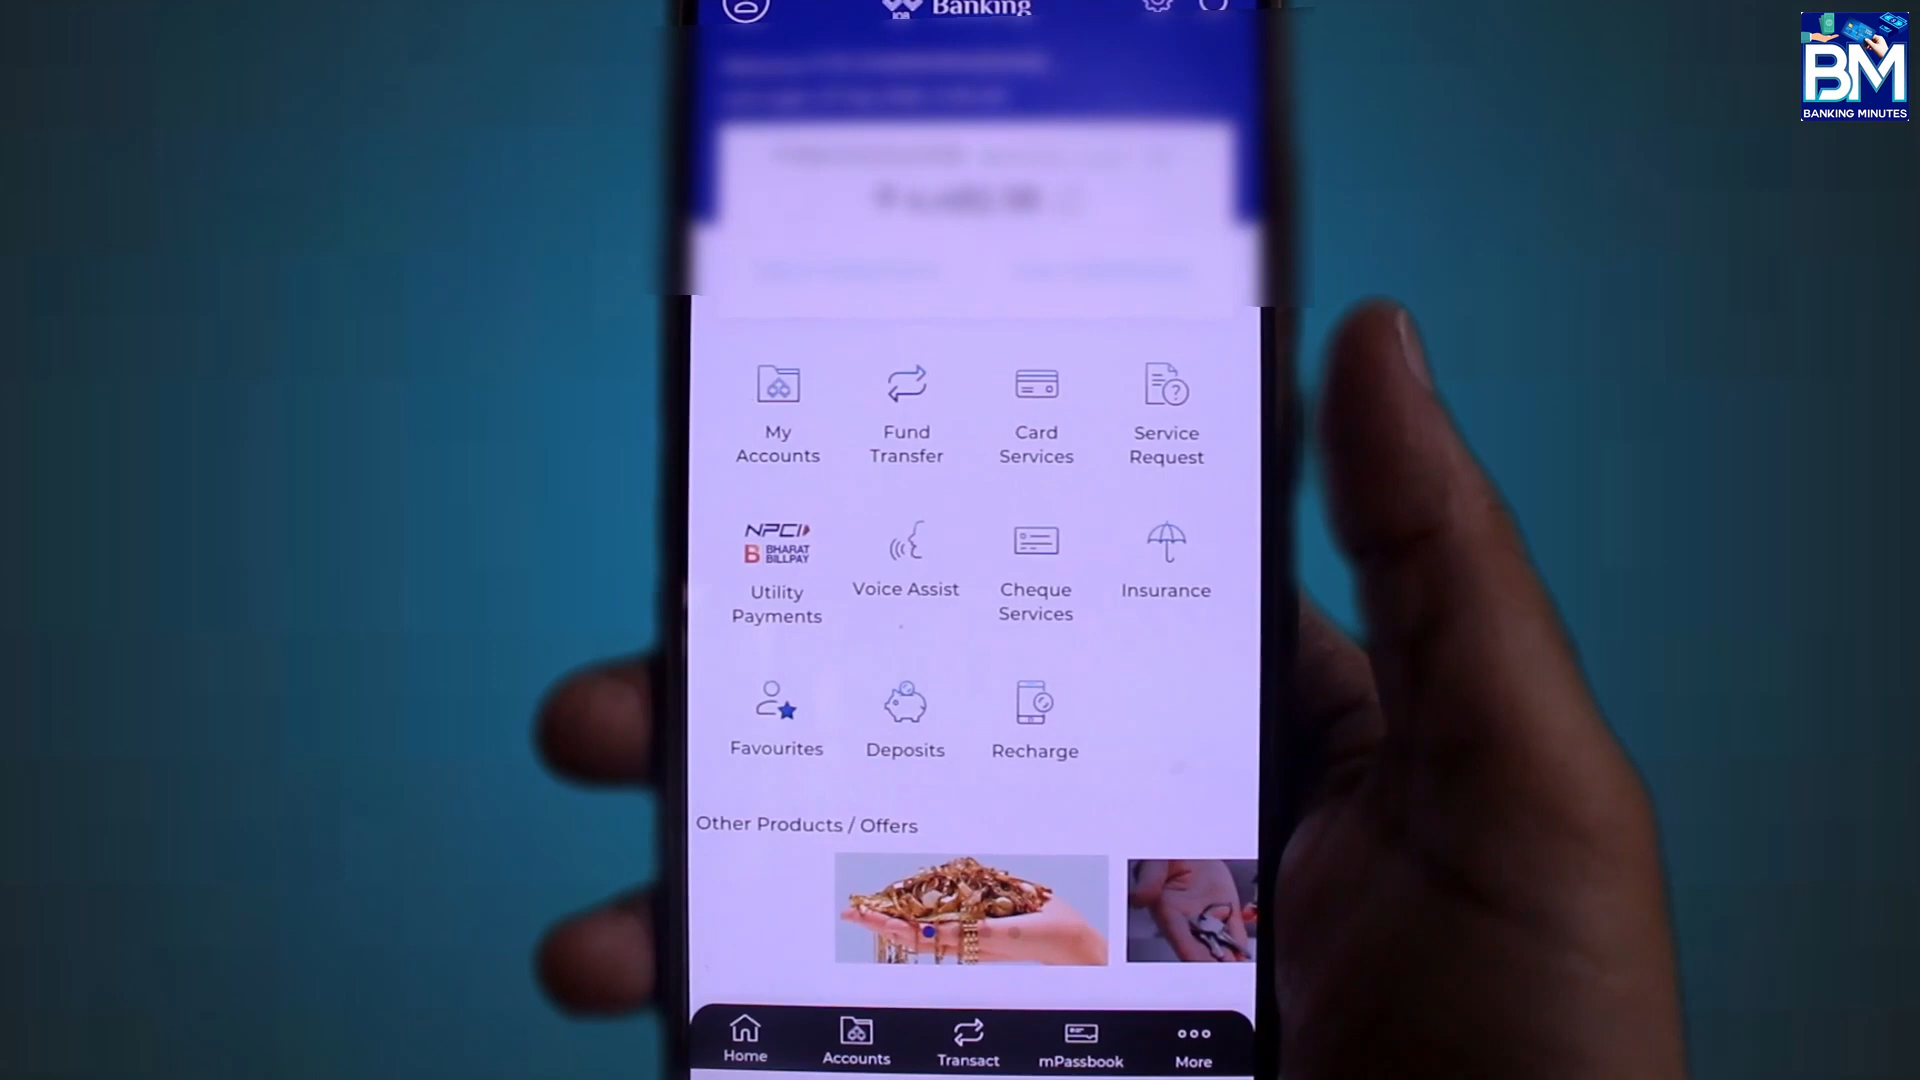 IOB Banking
BM
BANKING MINUTES
My
Accounts
Fund
Transfer
Card
Services
Service
Request
NPCI
B BHARAT
BILLPAY
Utility
Payments
Voice Assist
Cheque
Services
Insurance
Favourites
Deposits
Recharge
Other Products / Offers
Home
Accounts
Transact
mPassbook
More